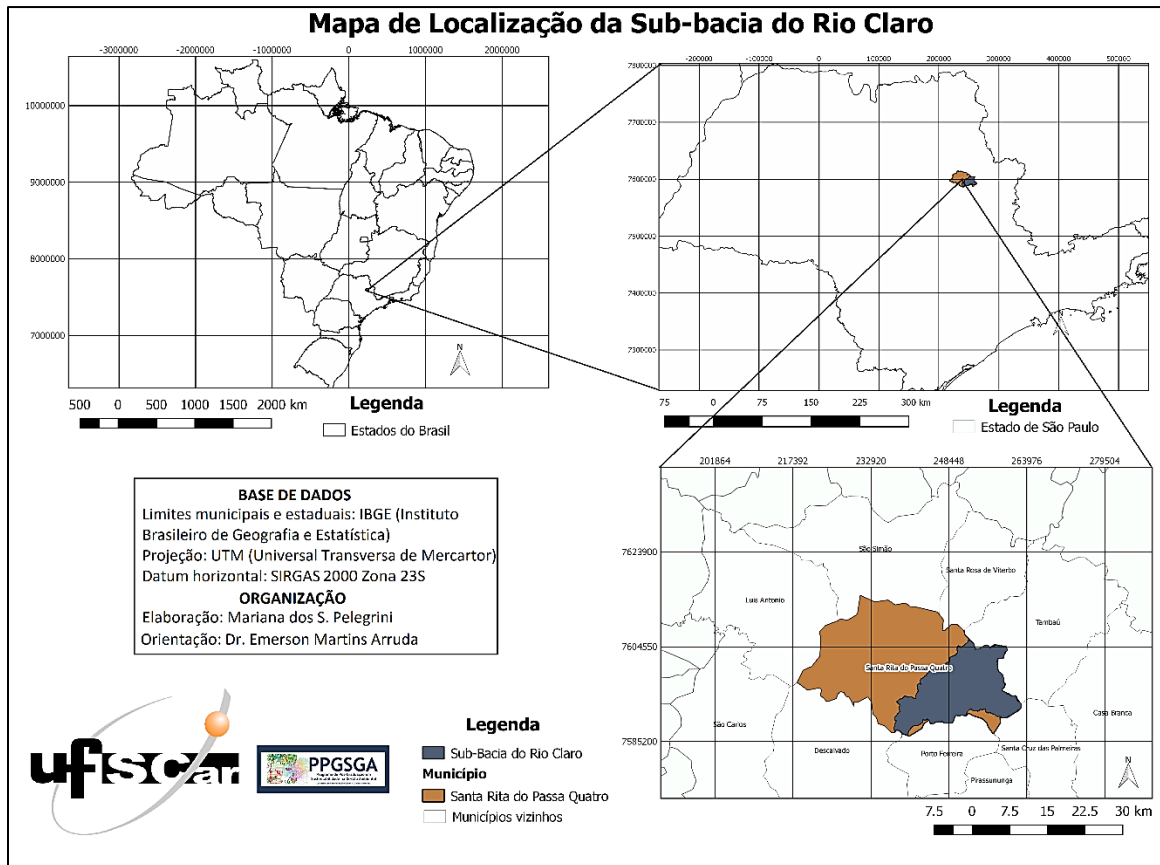 Mapa de Localização da Sub-bacia do Rio Claro
-3000000 -2000000 -1000000 0 1000000 2000000
10000000
9000000
8000000
7000000
N
500 0 500 1000 1500 2000 km
Legenda
Estados do Brasil
-200000 -100000 0 100000 200000 300000 400000 500000
7800000
7700000
7600000
7500000
7400000
7300000
N
75 0 75 150 225 300 km
Legenda
Estado de São Paulo
BASE DE DADOS
Limites municipais e estaduais: IBGE (Instituto
Brasileiro de Geografia e Estatística)
Projeção: UTM (Universal Transversa de Mercartor)
Datum horizontal: SIRGAS 2000 Zona 23S
ORGANIZAÇÃO
Elaboração: Mariana dos S. Pelegrini
Orientação: Dr. Emerson Martins Arruda
201864 217392 232920 248448 263976 279504
7623900
7604550
7585200
São Simão
Santa Rosa de Viterbo
Luis Antonio
Tambaú
Santa Rita do Passa Quatro
São Carlos
Casa Branca
Descalvado
Porto Ferreira
Santa Cruz das Palmeiras
Pirassununga
N
7.5 0 7.5 15 22.5 30 km
ufscar
PPGSGA
Legenda
Sub-Bacia do Rio Claro
Município
Santa Rita do Passa Quatro
Municípios vizinhos